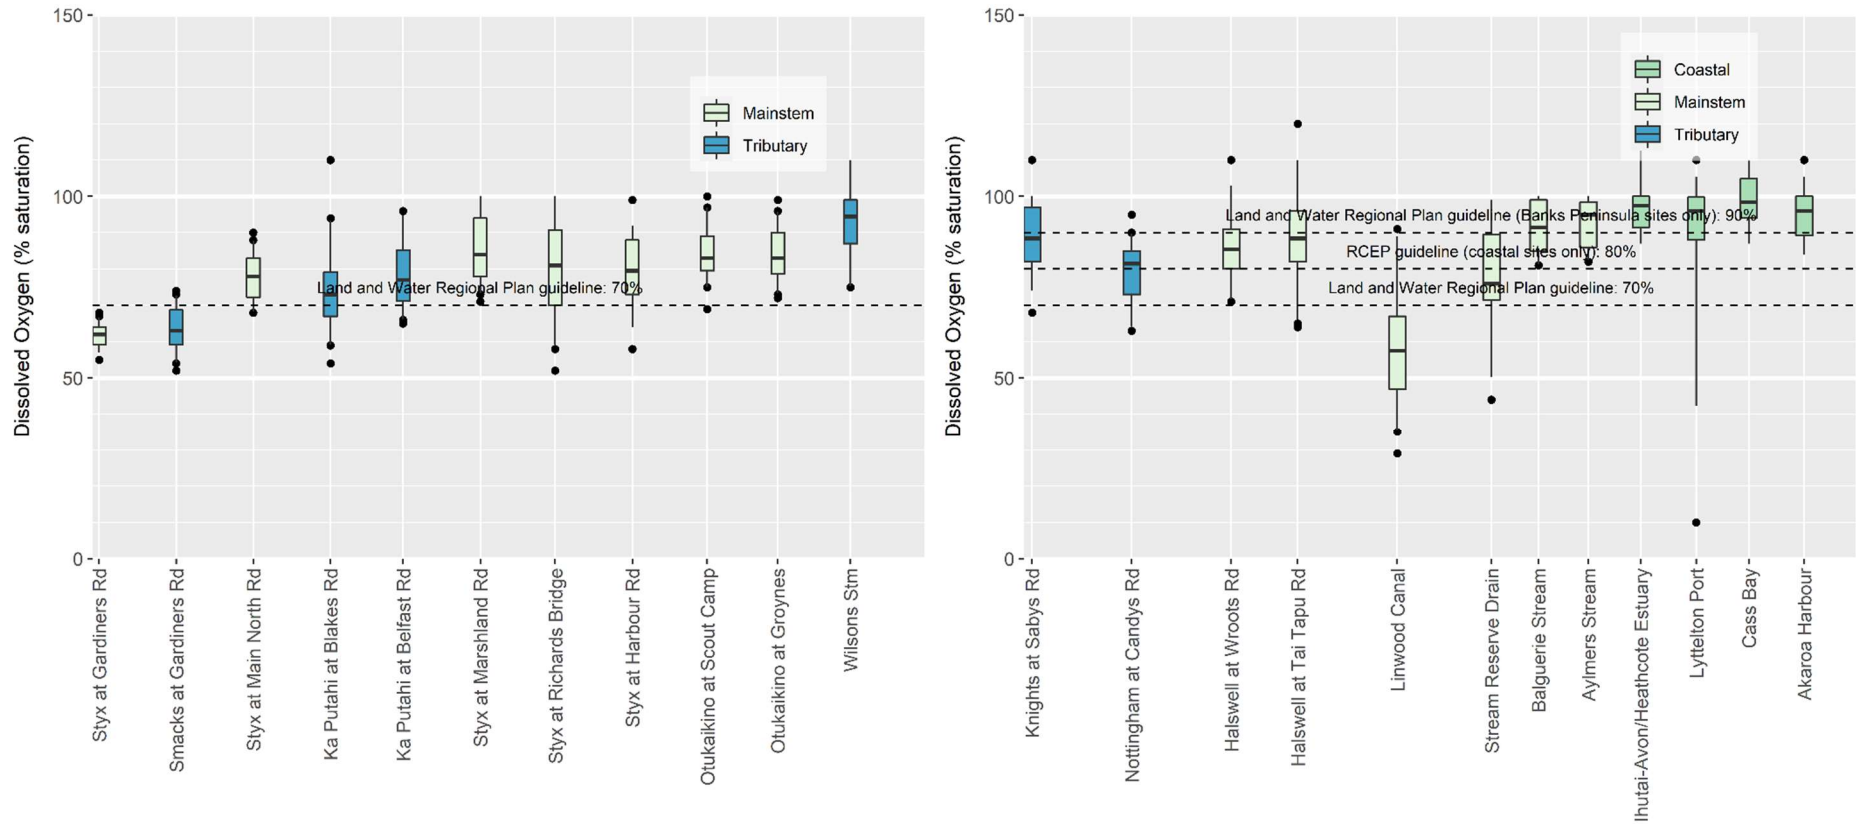 150
100
50
0
Dissolved Oxygen (% saturation)
Mainstem
Tributary
Land and Water Regional Plan guideline: 70%
Styx at Gardiners Rd
Smacks at Gardiners Rd
Styx at Main North Rd
Ka Putahi at Blakes Rd
Ka Putahi at Belfast Rd
Styx at Marshland Rd
Styx at Richards Bridge
Styx at Harbour Rd
Otukaikino at Scout Camp
Otukaikino at Groynes
Wilsons Stm
150
100
50
0
Dissolved Oxygen (% saturation)
Coastal
Mainstem
Tributary
Land and Water Regional Plan guideline (Banks Peninsula sites only): 90%
RCEP guideline (coastal sites only): 80%
Land and Water Regional Plan guideline: 70%
Knights at Sabys Rd
Nottingham at Candys Rd
Halswell at Wroots Rd
Halswell at Tai Tapu Rd
Linwood Canal
Stream Reserve Drain
Balguerie Stream
Aylmers Stream
Ihutai-Avon/Heathcote Estuary
Lyttelton Port
Cass Bay
Akaroa Harbour